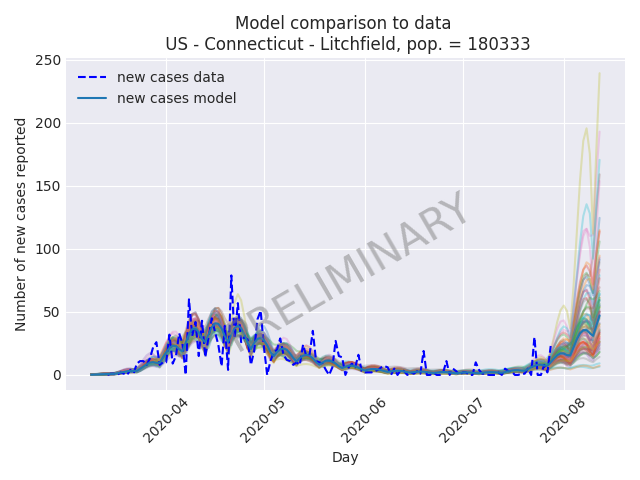 Model comparison to data
US - Connecticut - Litchfield, pop. = 180333
250
200
150
100
50
0
Number of new cases reported
new cases data
new cases model
PRELIMINARY
2020-04
2020-05
2020-06
2020-07
2020-08
Day